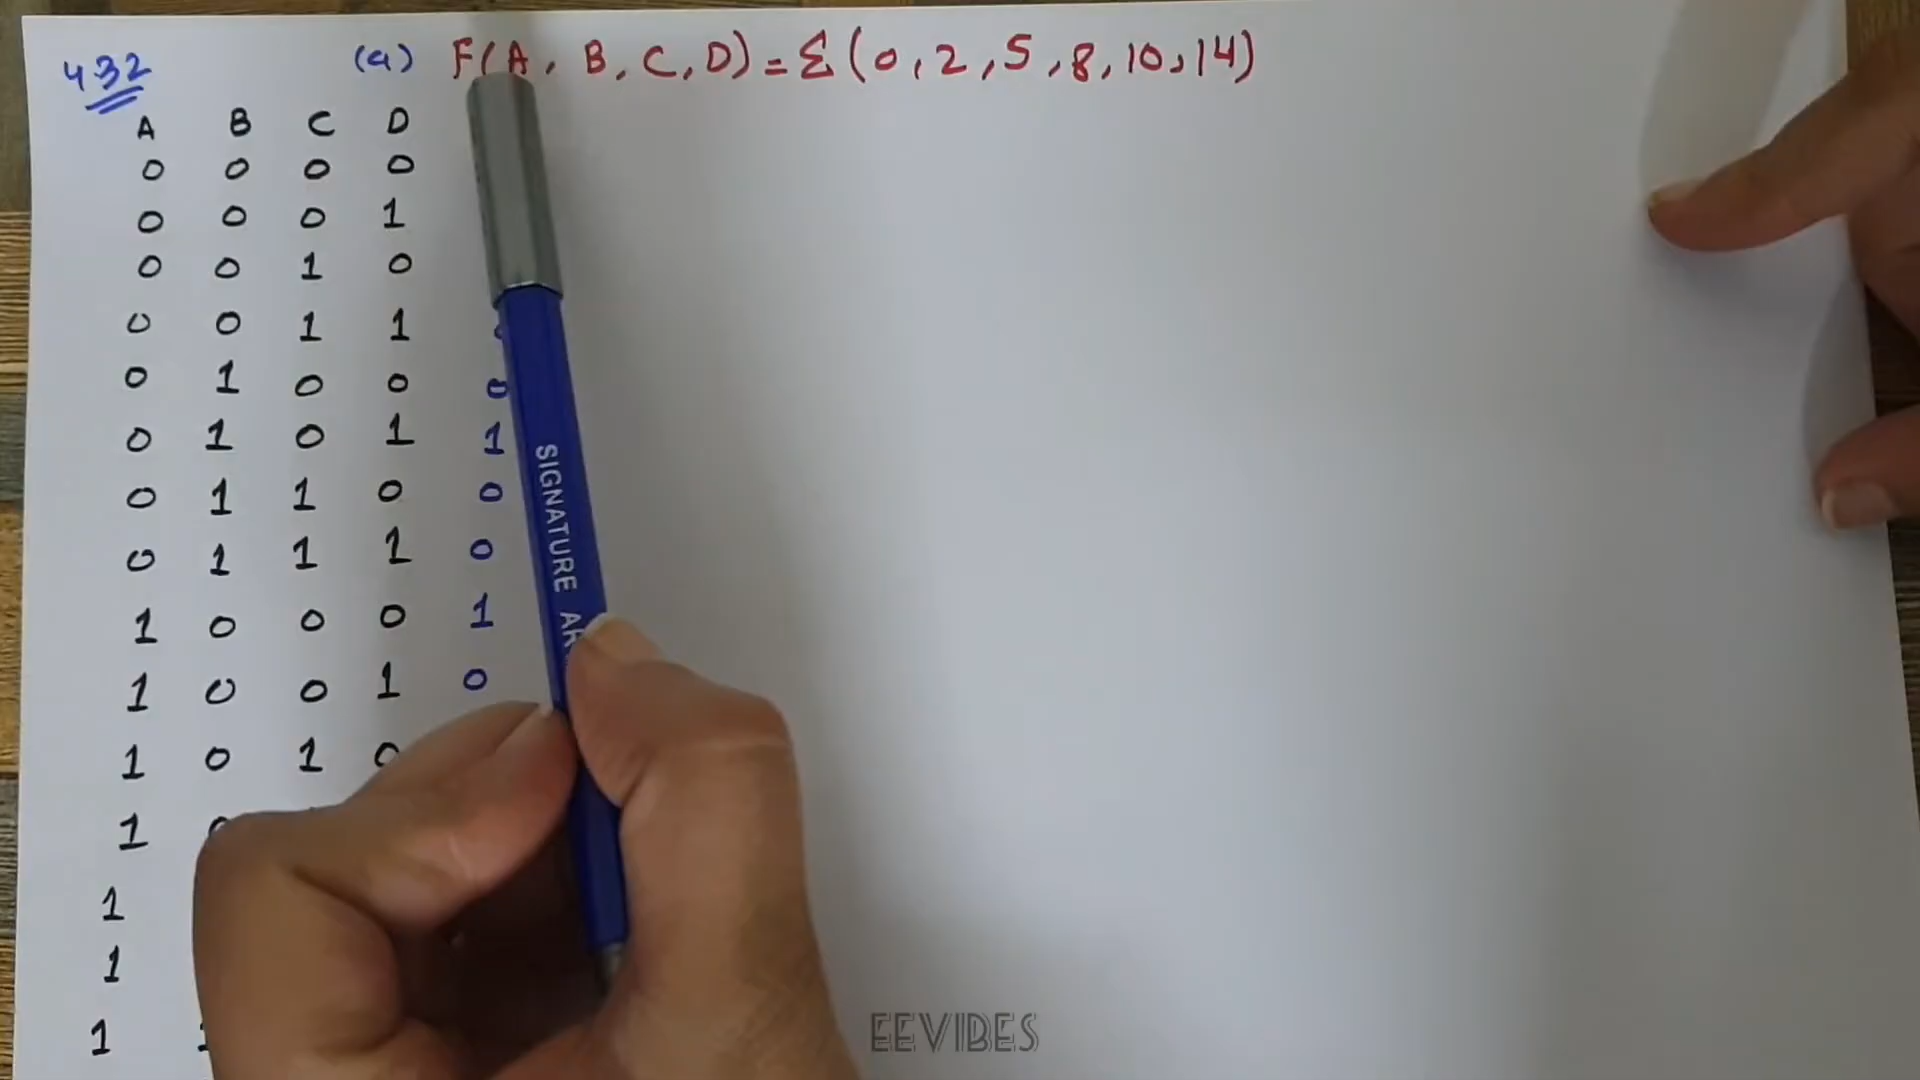 432 (a) F(A, B, C, D) = Σ(0, 2, 5, 8, 10, 14)
A B C D
0 0 0 0
0 0 0 1
0 0 1 0
0 0 1 1
0 1 0 0 0
0 1 0 1 1
0 1 1 0 0
0 1 1 1 0
1 0 0 0 1
1 0 0 1 0
1 0 1 0
1
1
1
1
SIGNATURE
EEVIBES